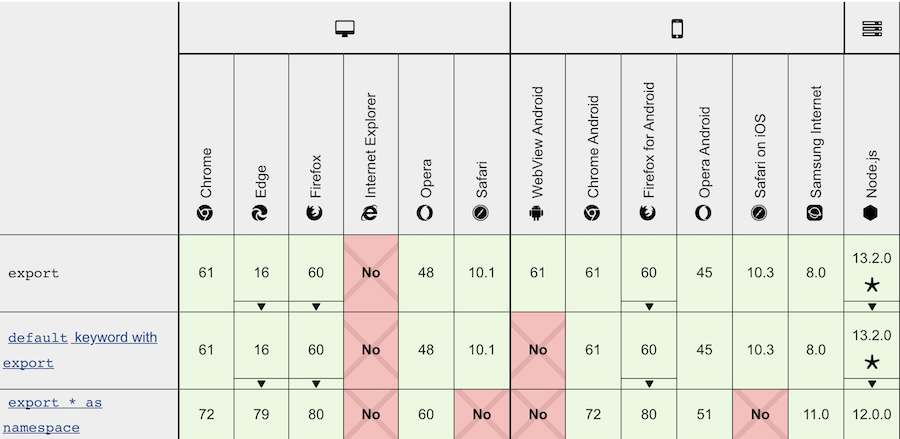 Chrome
Edge
Firefox
Internet Explorer
Opera
Safari
WebView Android
Chrome Android
Firefox for Android
Opera Android
Safari on iOS
Samsung Internet
Node.js
export 61 16 60 No 48 10.1 61 61 60 45 10.3 8.0 13.2.0 *
default keyword with
export 61 16 60 No 48 10.1 No 61 60 45 10.3 8.0 13.2.0 *
export * as
namespace 72 79 80 No 60 No No 72 80 51 No 11.0 12.0.0